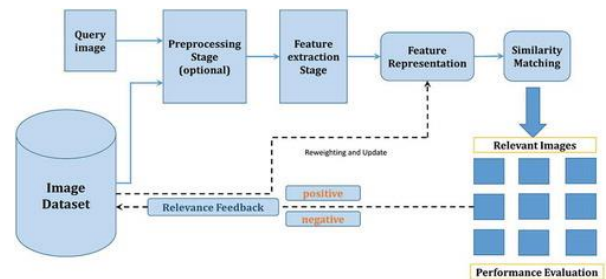 Query
image
Preprocessing
Stage
(optional)
Feature
extraction
Stage
Feature
Representation
Similarity
Matching
Reweighting and Update
Relevant Images
Image
Dataset
positive
Relevance Feedback
negative
Performance Evaluation